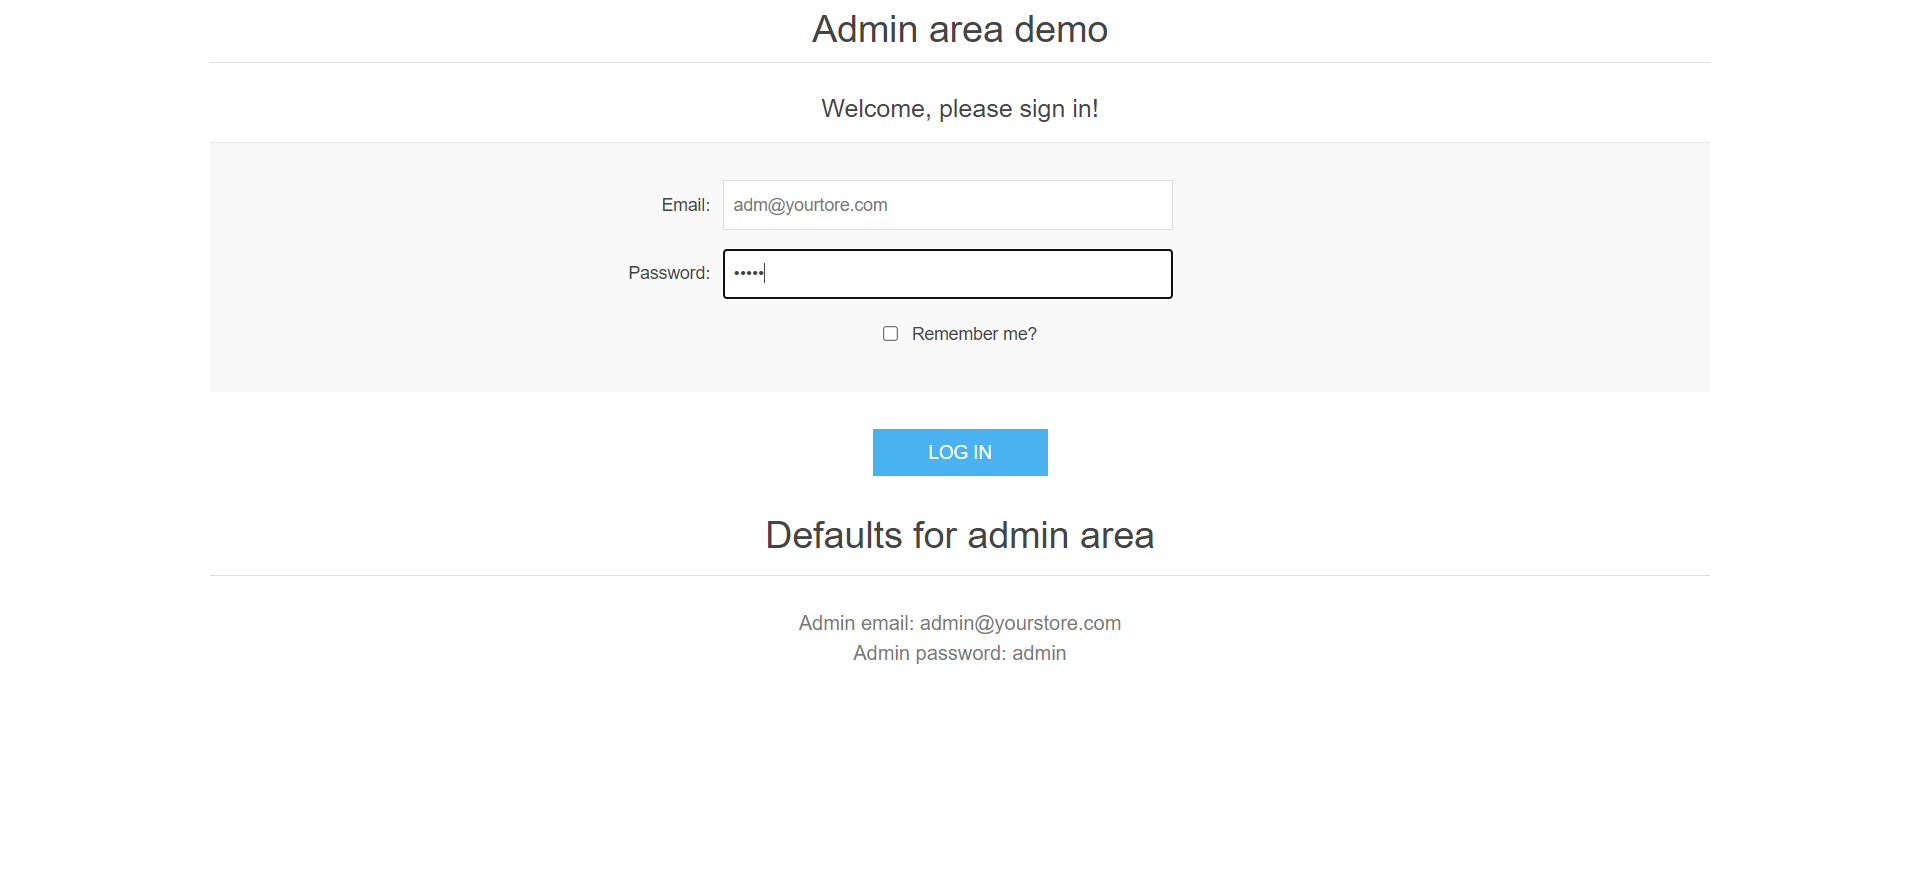 Admin area demo
Welcome, please sign in!
Email: adm@yourtore.com
Password: •••••
Remember me?
LOG IN
Defaults for admin area
Admin email: admin@yourstore.com
Admin password: admin